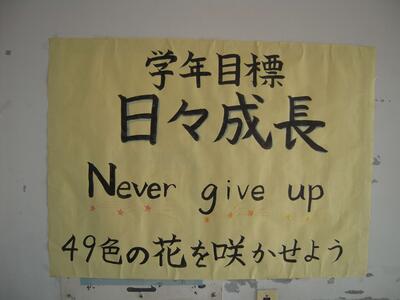 学年目標
日々成長
Never give up
49色の花を咲かせよう